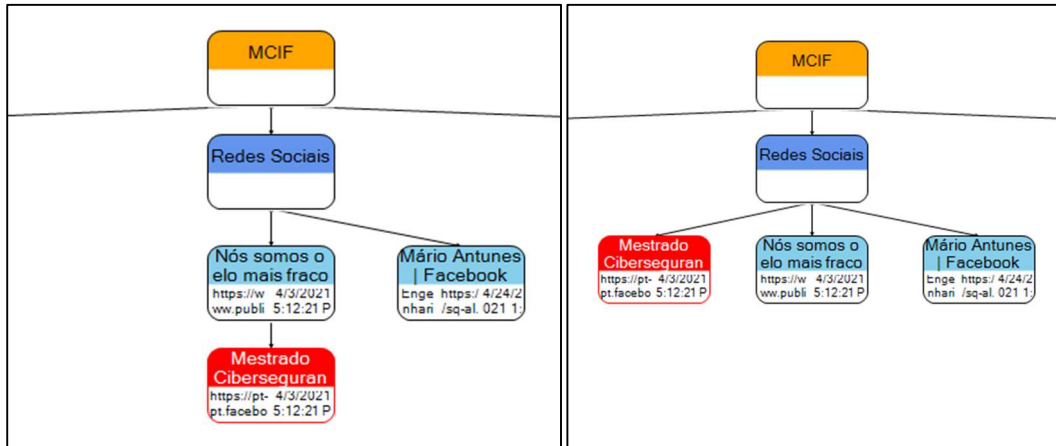 MCIF
Redes Sociais
Nós somos o
elo mais fraco
https://w 4/3/2021
ww.publi 5:12:21 P
Mário Antunes
| Facebook
Enge https:/ 4/24/2
nhari /sq-al. 021 1:
Mestrado
Ciberseguran
https://pt- 4/3/2021
pt.facebo 5:12:21 P
MCIF
Redes Sociais
Mestrado
Ciberseguran
https://pt- 4/3/2021
pt.facebo 5:12:21 P
Nós somos o
elo mais fraco
https://w 4/3/2021
ww.publi 5:12:21 P
Mário Antunes
| Facebook
Enge https:/ 4/24/2
nhari /sq-al. 021 1: